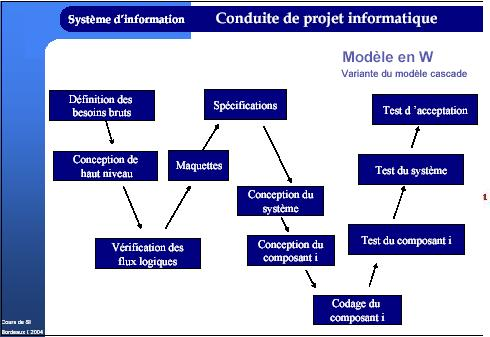 Système d'information
Conduite de projet informatique
Modèle en W
Variante du modèle cascade
Définition des
besoins bruts
Spécifications
Test d 'acceptation
Conception de
haut niveau
Maquettes
Test du système
Conception du
système
Vérification des
flux logiques
Conception du
composant i
Test du composant i
Codage du
composant i
Cours de SI
Bordeaux I 2004
1